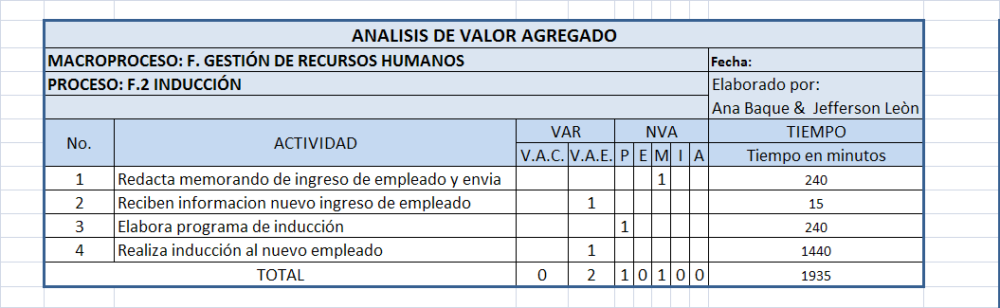 ANALISIS DE VALOR AGREGADO
MACROPROCESO: F. GESTIÓN DE RECURSOS HUMANOS Fecha:
PROCESO: F.2 INDUCCIÓN Elaborado por:
Ana Baque & Jefferson Leòn
No. ACTIVIDAD VAR NVA TIEMPO
V.A.C. V.A.E. P E M I A Tiempo en minutos
1 Redacta memorando de ingreso de empleado y envia 1 240
2 Reciben informacion nuevo ingreso de empleado 1 15
3 Elabora programa de inducción 1 240
4 Realiza inducción al nuevo empleado 1 1440
TOTAL 0 2 1 0 1 0 0 1935